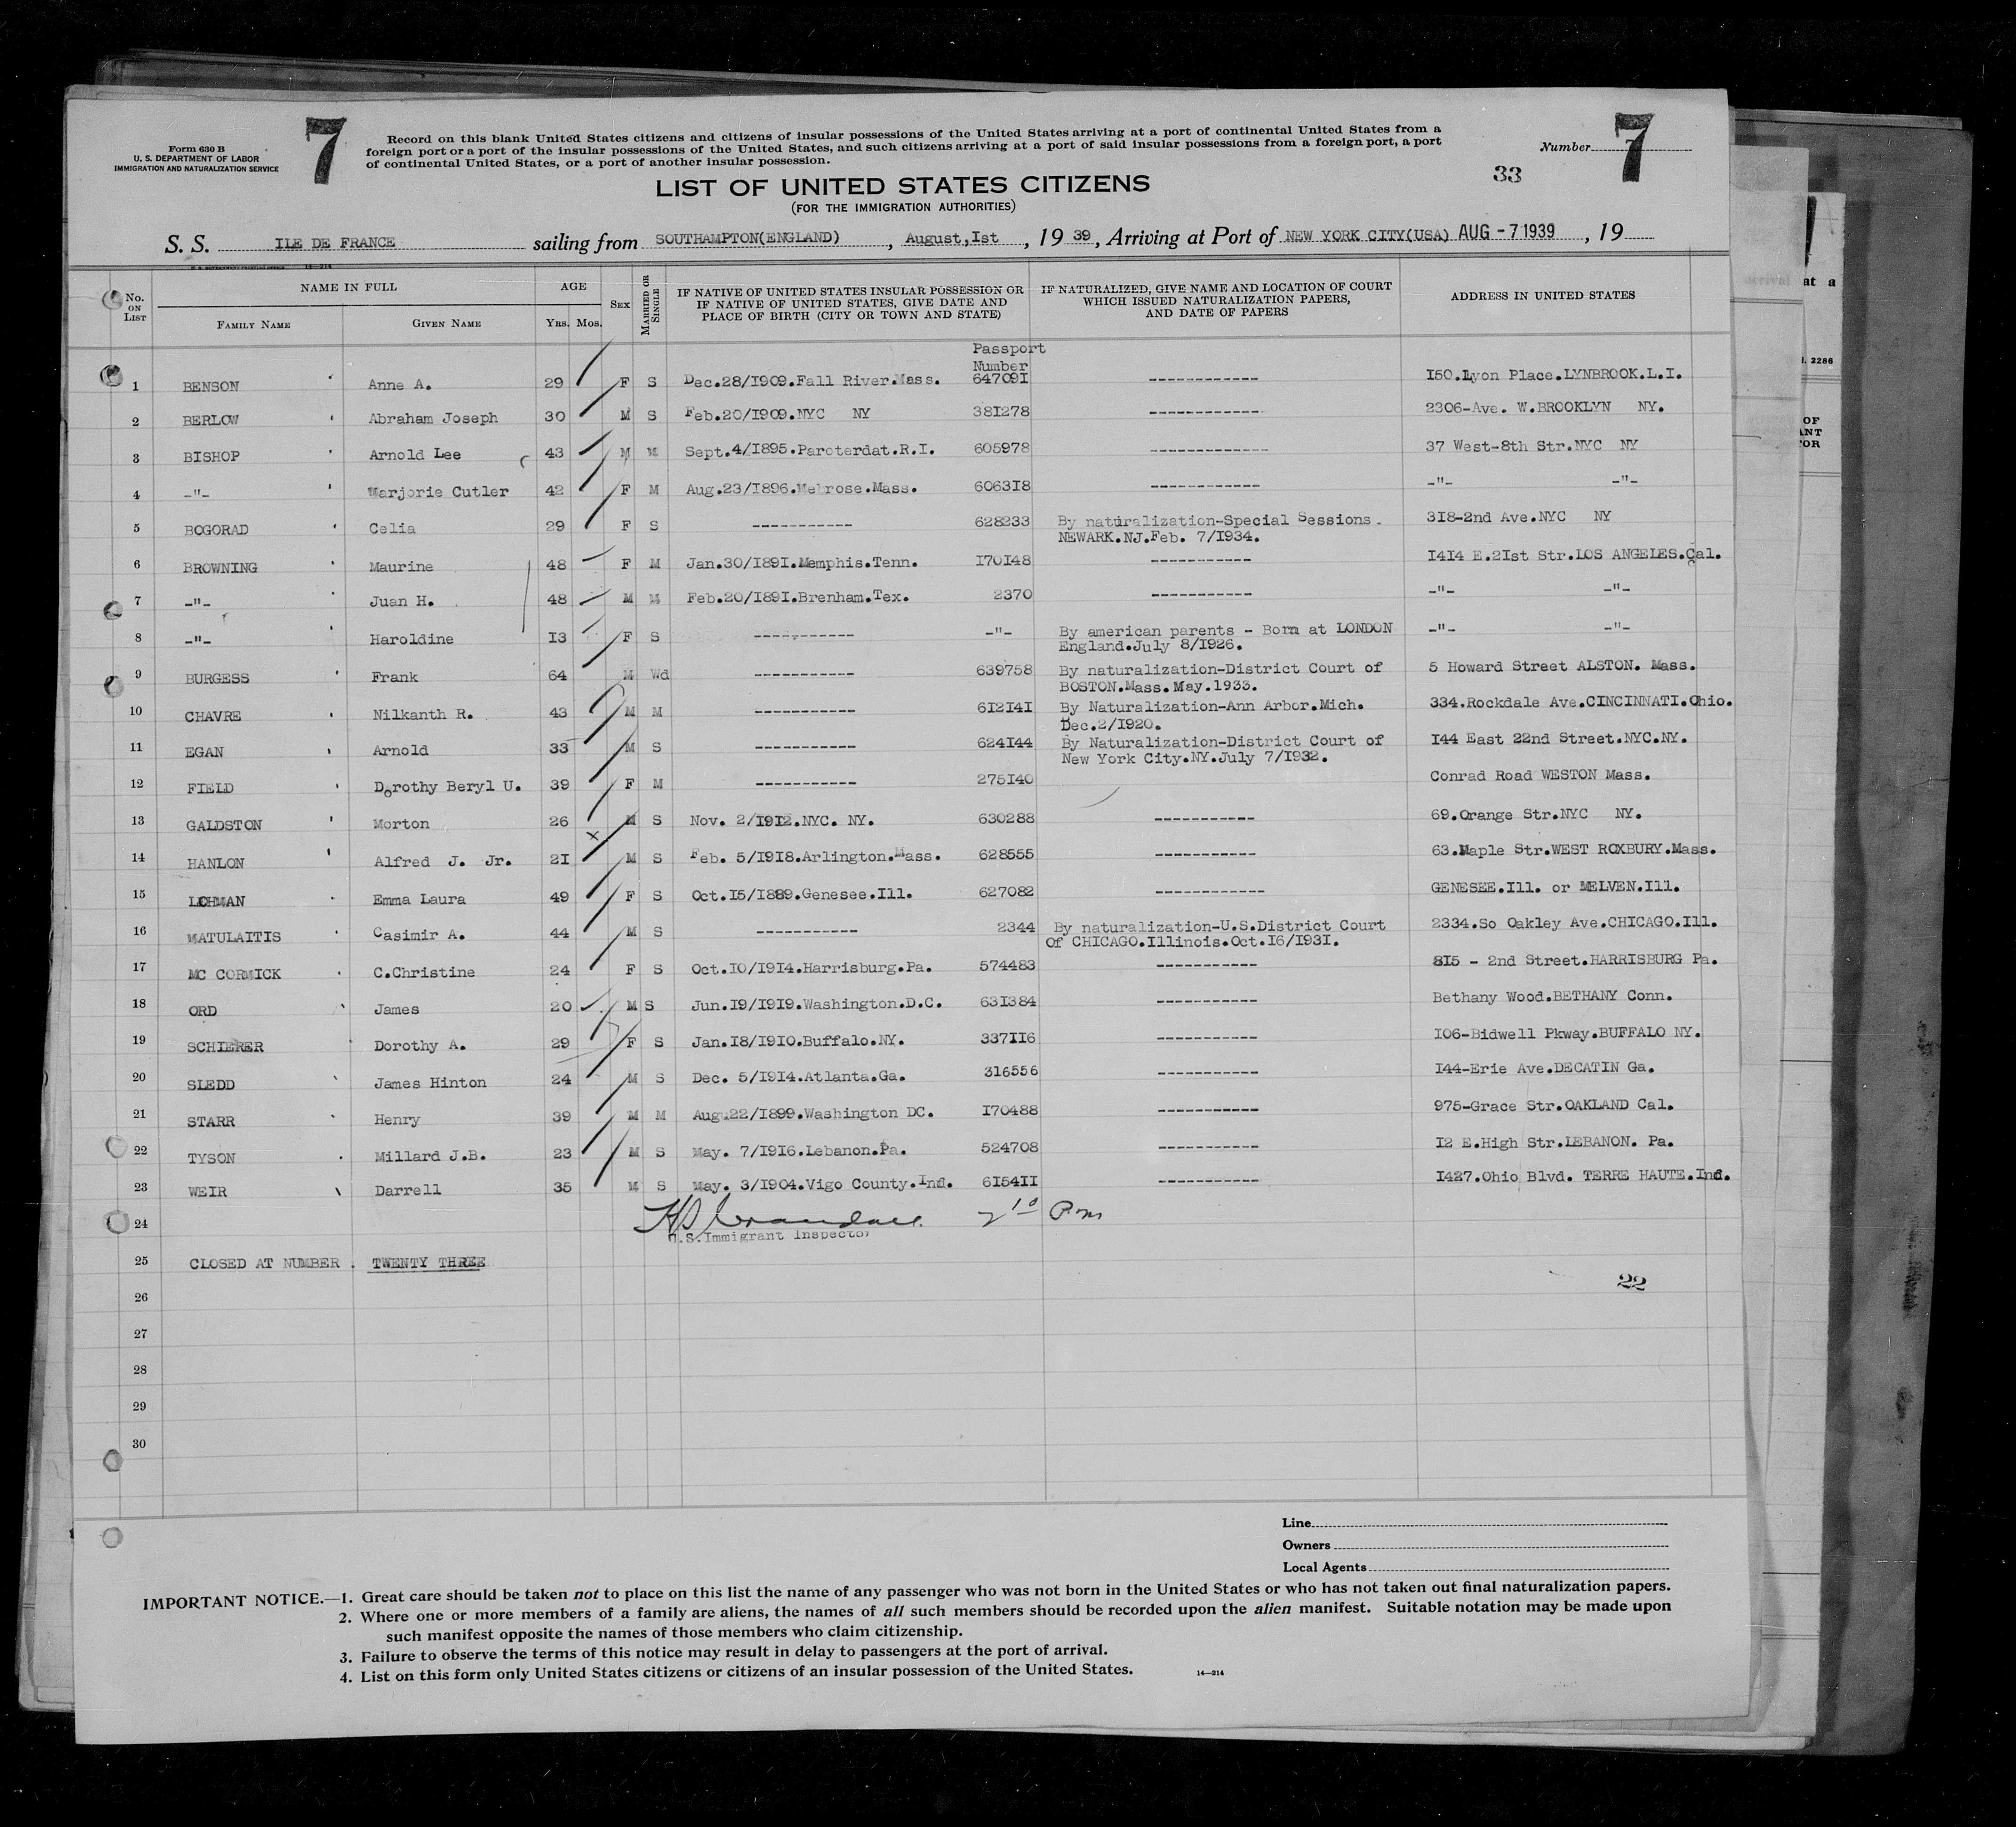 Form 630 B
U. S. DEPARTMENT OF LABOR
IMMIGRATION AND NATURALIZATION SERVICE
7
Record on this blank United States citizens and citizens of insular possessions of the United States arriving at a port of continental United States from a
foreign port or a port of the insular possessions of the United States, and such citizens arriving at a port of said insular possessions from a foreign port, a port
of continental United States, or a port of another insular possession.
Number 7
33
LIST OF UNITED STATES CITIZENS
(FOR THE IMMIGRATION AUTHORITIES)
S. S. ILE DE FRANCE sailing from SOUTHAMPTON(ENGLAND) , August,Ist , 19 39, Arriving at Port of NEW YORK CITY(USA) AUG - 7 1939 , 19
No. ON LIST NAME IN FULL FAMILY NAME GIVEN NAME AGE YRS. MOS. SEX MARRIED OR SINGLE IF NATIVE OF UNITED STATES INSULAR POSSESSION OR IF NATIVE OF UNITED STATES, GIVE DATE AND PLACE OF BIRTH (CITY OR TOWN AND STATE) IF NATURALIZED, GIVE NAME AND LOCATION OF COURT WHICH ISSUED NATURALIZATION PAPERS, AND DATE OF PAPERS ADDRESS IN UNITED STATES
Passport
Number
1 BENSON Anne A. 29 F S Dec.28/I909.Fall River.Mass. 64709I ------------ I50.Lyon Place.LYNBROOK.L.I.
2 BERLOW Abraham Joseph 30 M S Feb.20/I909.NYC NY 38I278 ------------ 2306-Ave. W.BROOKLYN NY.
3 BISHOP Arnold Lee 43 M M Sept.4/I895.Parcterdat.R.I. 605978 ------------ 37 West-8th Str.NYC NY
4 -"- Marjorie Cutler 42 F M Aug.23/I896.Melrose.Mass. 6063I8 ------------ -"- -"-
5 BOGORAD Celia 29 F S ----------- 628233 By naturalization-Special Sessions. 3I8-2nd Ave.NYC NY
NEWARK.NJ.Feb. 7/I934.
6 BROWNING Maurine 48 F M Jan.30/I89I.Memphis.Tenn. I70I48 ----------- I4I4 E.2Ist Str.LOS ANGELES.Cal.
7 -"- Juan H. 48 M M Feb.20/I89I.Brenham.Tex. 2370 ----------- -"- -"-
8 -"- Haroldine I3 F S ----------- -"- By american parents - Born at LONDON -"- -"-
England.July 8/I926.
9 BURGESS Frank 64 M Wd ----------- 639758 By naturalization-District Court of 5 Howard Street ALSTON. Mass.
BOSTON.Mass.May.I933.
10 CHAVRE Nilkanth R. 43 M M ----------- 6I2I4I By Naturalization-Ann Arbor.Mich. 334.Rockdale Ave.CINCINNATI.Ohio.
Dec.2/I920.
11 EGAN Arnold 33 M S ----------- 624I44 By Naturalization-District Court of I44 East 22nd Street.NYC.NY.
New York City.NY.July 7/I932.
12 FIELD Dorothy Beryl U. 39 F M ----------- 275I40 Conrad Road WESTON Mass.
13 GALDSTON Morton 26 M S Nov. 2/I9I2.NYC. NY. 630288 ----------- 69.Orange Str.NYC NY.
14 HANLON Alfred J. Jr. 2I M S Feb. 5/I9I8.Arlington.Mass. 628555 ----------- 63.Maple Str.WEST ROXBURY.Mass.
15 LOHMAN Emma Laura 49 F S Oct.I5/I889.Genesee.Ill. 627082 ------------ GENESEE.Ill. or MELVEN.Ill.
16 MATULAITIS Casimir A. 44 M S ----------- 2344 By naturalization-U.S.District Court 2334.So Oakley Ave.CHICAGO.Ill.
Of CHICAGO.Illinois.Oct.I6/I93I.
17 MC CORMICK C.Christine 24 F S Oct.IO/I9I4.Harrisburg.Pa. 574483 ----------- 8I5 - 2nd Street.HARRISBURG Pa.
18 ORD James 20 M S Jun.I9/I9I9.Washington.D.C. 63I384 ----------- Bethany Wood.BETHANY Conn.
19 SCHIERER Dorothy A. 29 F S Jan.I8/I9IO.Buffalo.NY. 337II6 ----------- I06-Bidwell Pkway.BUFFALO NY.
20 SLEDD James Hinton 24 M S Dec. 5/I9I4.Atlanta.Ga. 3I6556 ----------- I44-Erie Ave.DECATIN Ga.
21 STARR Henry 39 M M Aug.22/I899.Washington DC. I70488 ----------- 975-Grace Str.OAKLAND Cal.
22 TYSON Millard J.B. 23 M S May. 7/I9I6.Lebanon.Pa. 524708 ----------- I2 E.High Str.LEBANON. Pa.
23 WEIR Darrell 35 M S May. 3/I904.Vigo County.Ind. 6I54II ----------- I427.Ohio Blvd. TERRE HAUTE.Ind.
24
U.S.Immigrant Inspector
25 CLOSED AT NUMBER . TWENTY THREE
22
26
27
28
29
30
Line
Owners
Local Agents
IMPORTANT NOTICE.—1. Great care should be taken not to place on this list the name of any passenger who was not born in the United States or who has not taken out final naturalization papers.
2. Where one or more members of a family are aliens, the names of all such members should be recorded upon the alien manifest. Suitable notation may be made upon
such manifest opposite the names of those members who claim citizenship.
3. Failure to observe the terms of this notice may result in delay to passengers at the port of arrival.
4. List on this form only United States citizens or citizens of an insular possession of the United States.
14—214